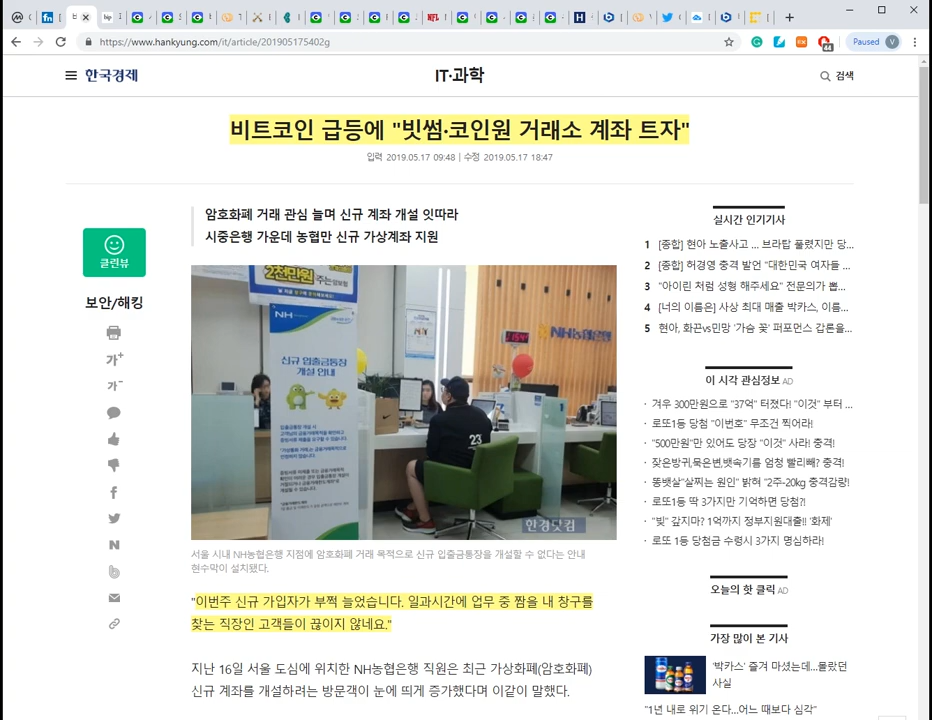 https://www.hankyung.com/it/article/201905175402g
Paused
V
44
한국경제
IT·과학
검색
비트코인 급등에 "빗썸·코인원 거래소 계좌 트자"
입력 2019.05.17 09:48 | 수정 2019.05.17 18:47
클린뷰
보안/해킹
가+
가-
암호화폐 거래 관심 늘며 신규 계좌 개설 잇따라
시중은행 가운데 농협만 신규 가상계좌 지원
2천만원
NH
신규 입출금통장
개설시 안내
NH농협은행
23
한경닷컴
서울 시내 NH농협은행 지점에 암호화폐 거래 목적으로 신규 입출금통장을 개설할 수 없다는 안내
현수막이 설치됐다.
"이번주 신규 가입자가 부쩍 늘었습니다. 일과시간에 업무 중 짬을 내 창구를
찾는 직장인 고객들이 끊이지 않네요."
지난 16일 서울 도심에 위치한 NH농협은행 직원은 최근 가상화폐(암호화폐)
신규 계좌를 개설하려는 방문객이 눈에 띄게 증가했다며 이같이 말했다.
실시간 인기기사
1 [종합] 현아 노출사고 ... 브라탑 풀렸지만 당...
2 [종합] 허경영 충격 발언 "대한민국 여자들 ...
3 "아이린 처럼 성형 해주세요" 전문의가 뽑...
4 [너의 이름은] 사상 최대 매출 박카스, 이름...
5 현아, 화끈vs민망 '가슴 꽃' 퍼포먼스 갑론을...
이 시각 관심정보 AD
· 겨우 300만원으로 "37억" 터졌다! "이것" 부터 ...
· 로또1등 당첨 "이번호" 무조건 찍어라!
· "500만원"만 있어도 당장 "이것" 사라! 충격!
· 잦은방귀,묵은변,뱃속기름 엄청 빨리빼? 충격!
· 똥뱃살"살찌는 원인" 밝혀 "2주-20kg 충격감량!
· 로또1등 딱 3가지만 기억하면 당첨?!
· "빚" 갚지마? 1억까지 정부지원대출!! '화제'
· 로또 1등 당첨금 수령시 3가지 명심하라!
오늘의 핫 클릭 AD
가장 많이 본 기사
'박카스' 즐겨 마셨는데...몰랐던
사실
"1년 내로 위기 온다...어느 때보다 심각"